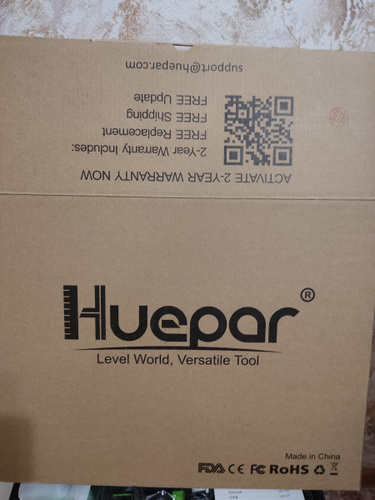 ACTIVATE 2-YEAR WARRANTY NOW
2-Year Warranty Includes:
FREE Replacement
FREE Shipping
FREE Update
support@huepar.com
Huepar®
Level World, Versatile Tool
Made in China
FDA CE FC RoHS